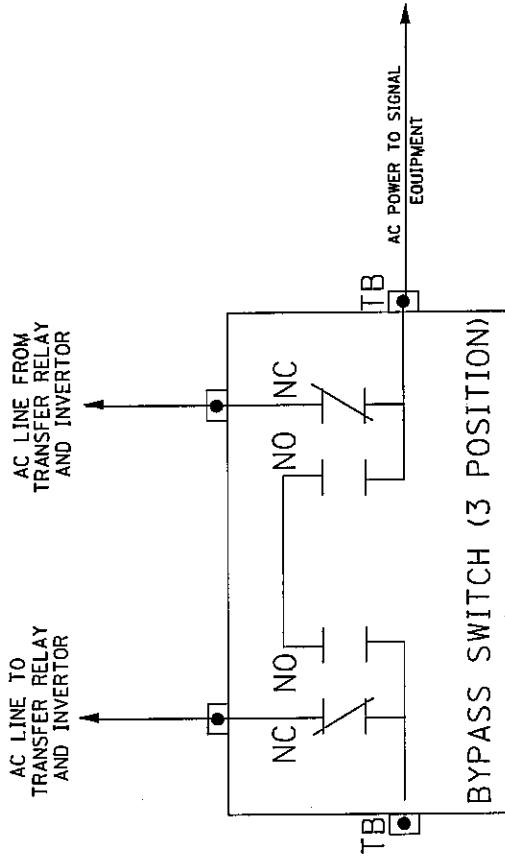 AC LINE TO
TRANSFER RELAY
AND INVERTOR
AC LINE FROM
TRANSFER RELAY
AND INVERTOR
NC
NO
NO
NC
TB
TB
AC POWER TO SIGNAL
EQUIPMENT
BYPASS SWITCH (3 POSITION)